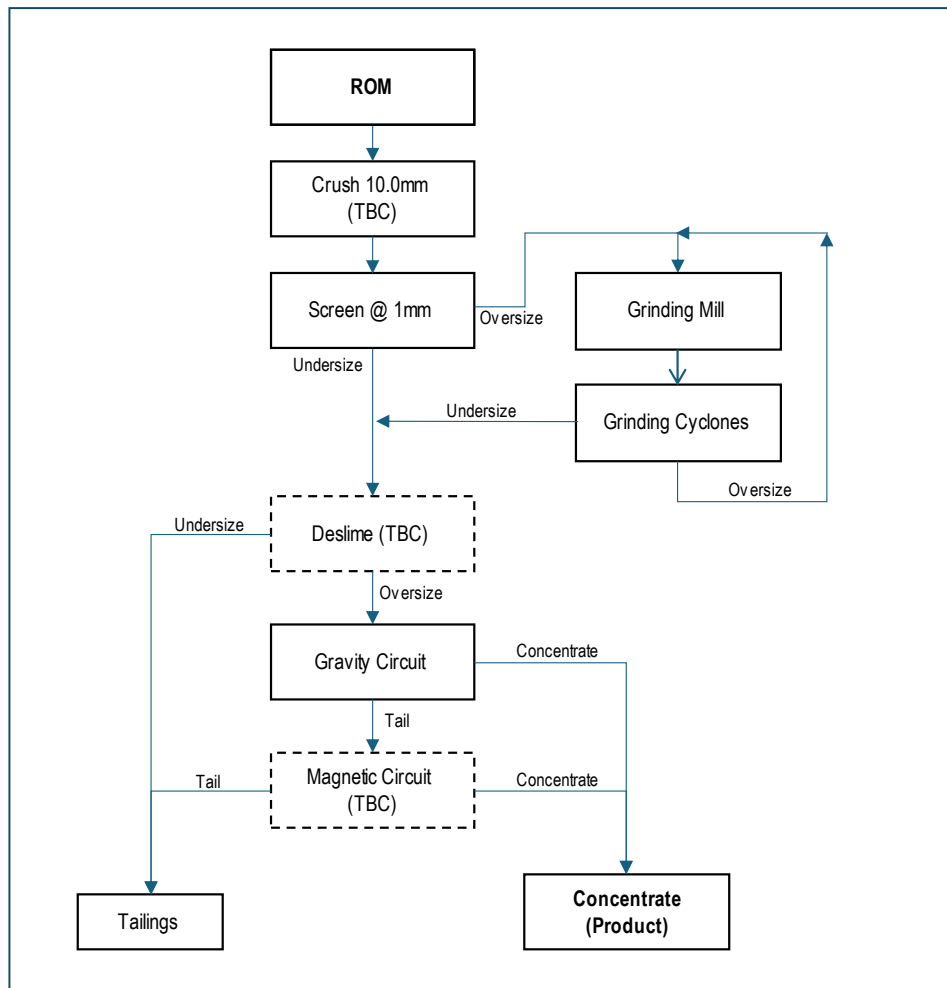 ROM
Crush 10.0mm
(TBC)
Screen @ 1mm
Oversize
Grinding Mill
Undersize
Undersize
Grinding Cyclones
Oversize
Undersize
Deslime (TBC)
Oversize
Gravity Circuit
Concentrate
Tail
Tail
Magnetic Circuit
(TBC)
Concentrate
Tailings
Concentrate
(Product)